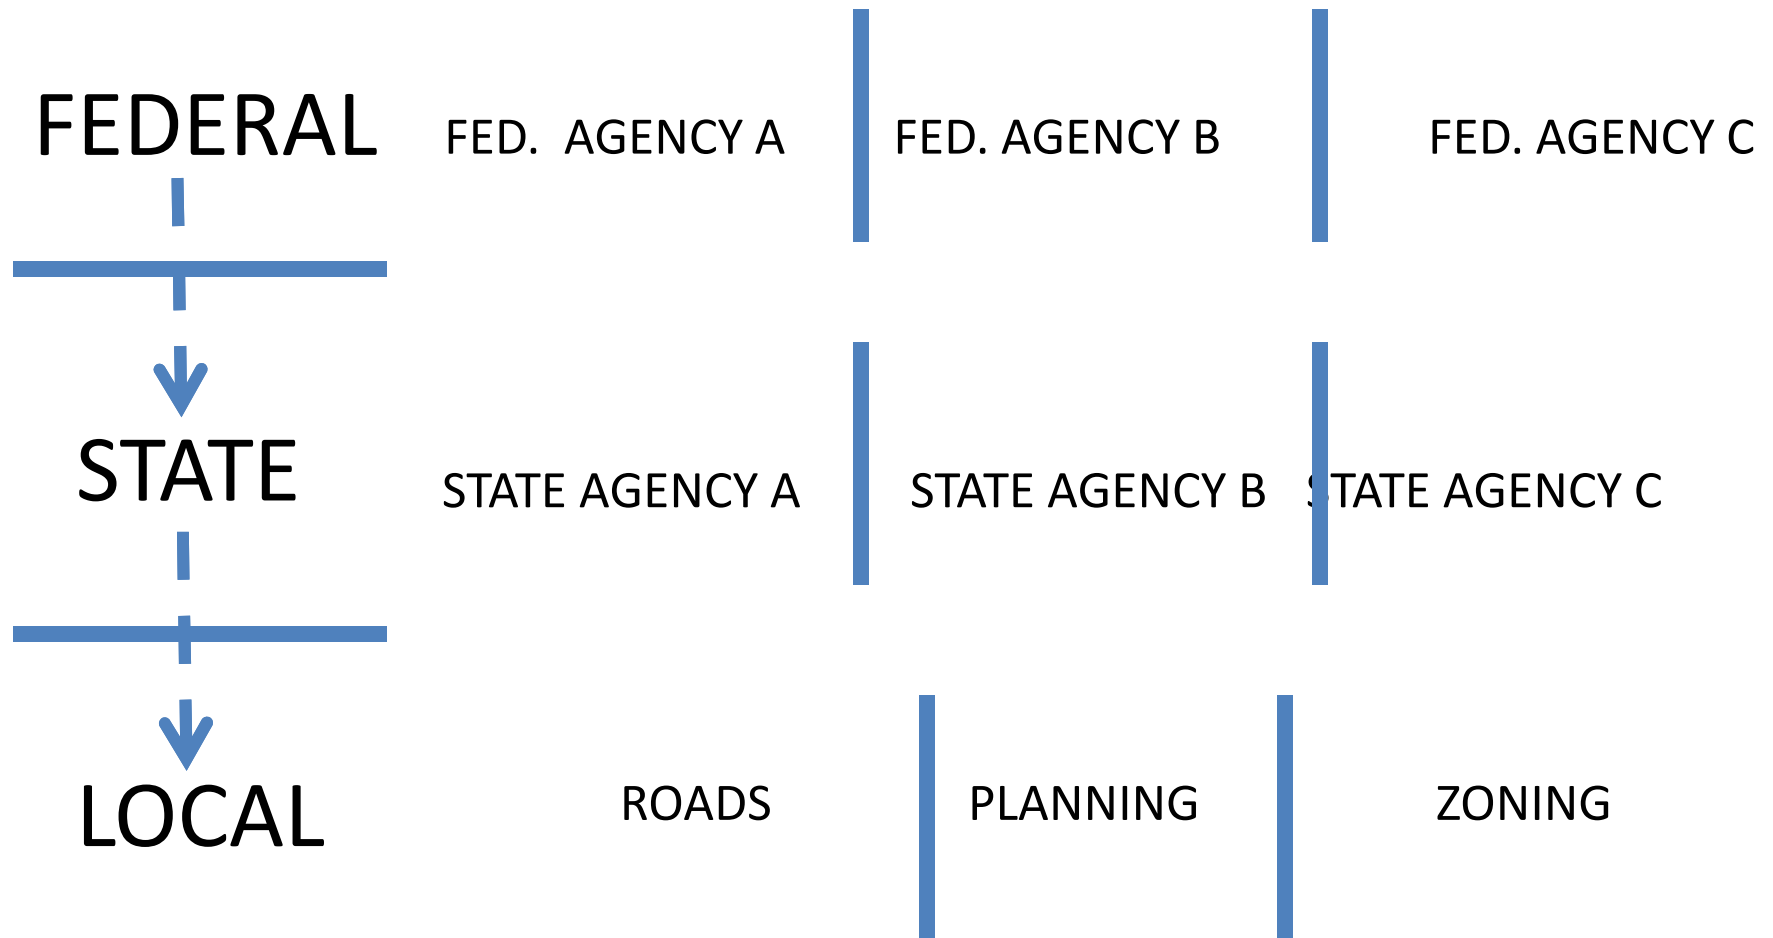 FEDERAL FED. AGENCY A FED. AGENCY B FED. AGENCY C
STATE STATE AGENCY A STATE AGENCY B STATE AGENCY C
LOCAL ROADS PLANNING ZONING